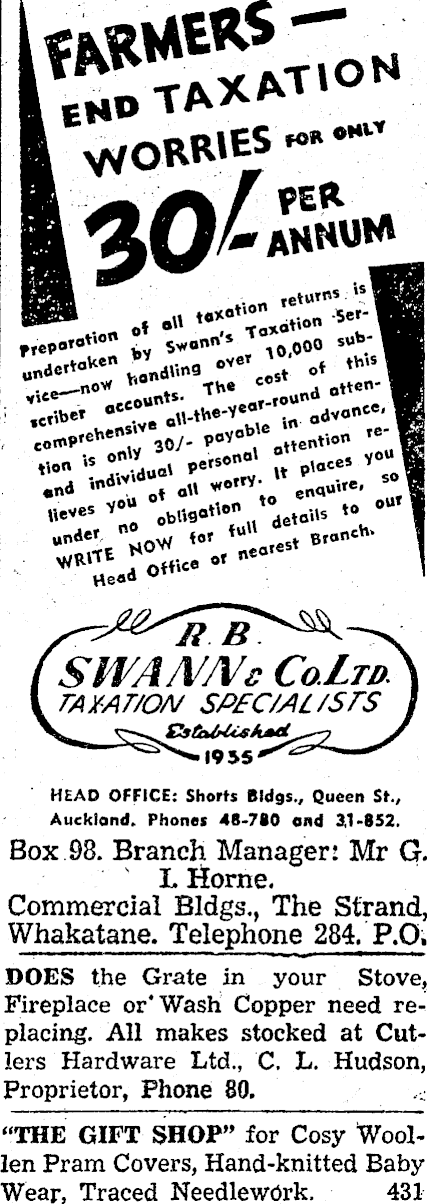 FARMERS —
END TAXATION
WORRIES FOR ONLY
30/- PER
ANNUM
Preparation of all taxation returns is
undertaken by Swann's Taxation Ser-
vice—now handling over 10,000 sub-
scriber accounts. The cost of this
comprehensive all-the-year-round atten-
tion is only 30/- payable in advance,
and individual personal attention re-
lieves you of all worry. It places you
under no obligation to enquire, so
WRITE NOW for full details to our
Head Office or nearest Branch.
R. B.
SWANN & CO. LTD.
TAXATION SPECIALISTS
Established
1935
HEAD OFFICE: Shorts Bldgs., Queen St.,
Auckland. Phones 48-780 and 31-852.
Box 98. Branch Manager: Mr G.
I. Horne.
Commercial Bldgs., The Strand,
Whakatane. Telephone 284. P.O.
DOES the Grate in your Stove,
Fireplace or Wash Copper need re-
placing. All makes stocked at Cut-
lers Hardware Ltd., C. L. Hudson,
Proprietor, Phone 80.
"THE GIFT SHOP" for Cosy Wool-
len Pram Covers, Hand-knitted Baby
Wear, Traced Needlework. 431